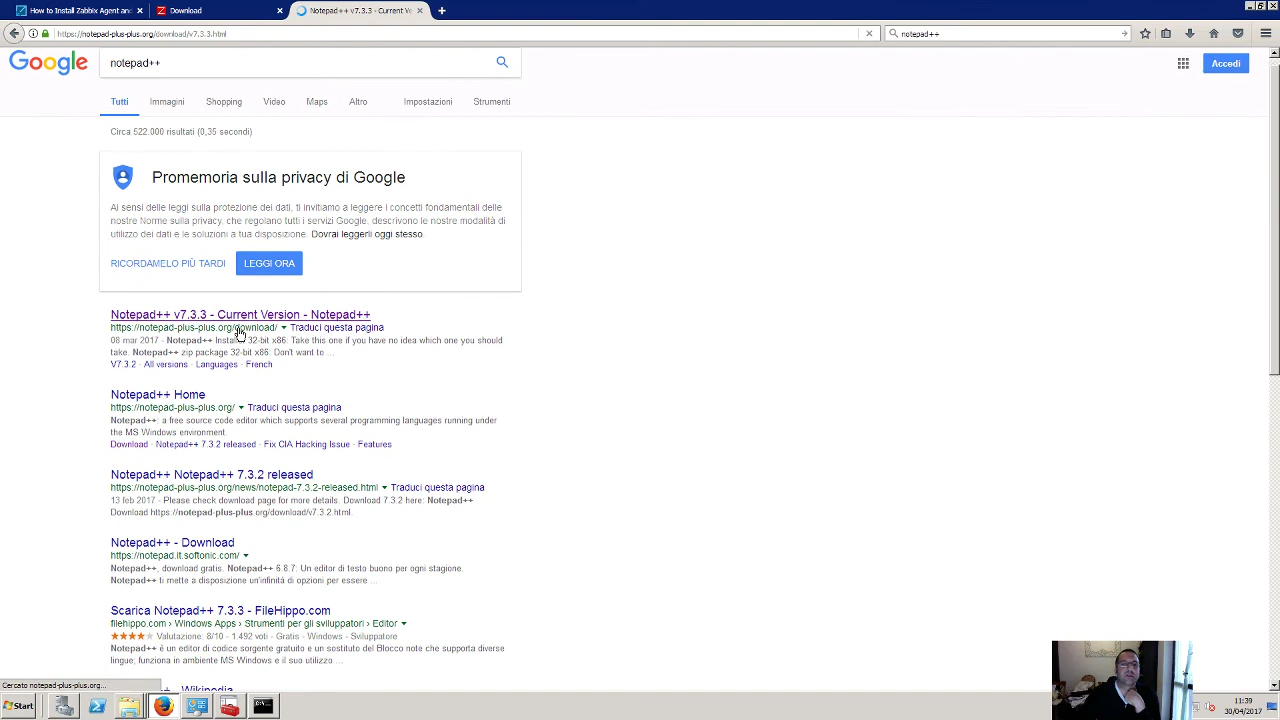 How to Install Zabbix Agent and
Download
Notepad++ v7.3.3 - Current Ve
https://notepad-plus-plus.org/download/v7.3.3.html
notepad++
Google
notepad++
Accedi
Tutti
Immagini
Shopping
Video
Maps
Altro
Impostazioni
Strumenti
Circa 522.000 risultati (0,35 secondi)
Promemoria sulla privacy di Google
Ai sensi delle leggi sulla protezione dei dati, ti invitiamo a leggere i concetti fondamentali delle
nostre Norme sulla privacy, che regolano tutti i servizi Google, descrivono le nostre modalità di
utilizzo dei dati e le soluzioni a tua disposizione. Dovrai leggerli oggi stesso.
RICORDAMELO PIÙ TARDI
LEGGI ORA
Notepad++ v7.3.3 - Current Version - Notepad++
https://notepad-plus-plus.org/download/ Traduci questa pagina
08 mar 2017 - Notepad++ Install 32-bit x86: Take this one if you have no idea which one you should
take. Notepad++ zip package 32-bit x86: Don't want to ...
V7.3.2 - All versions - Languages - French
Notepad++ Home
https://notepad-plus-plus.org/ Traduci questa pagina
Notepad++: a free source code editor which supports several programming languages running under
the MS Windows environment.
Download - Notepad++ 7.3.2 released - Fix CIA Hacking Issue - Features
Notepad++ Notepad++ 7.3.2 released
https://notepad-plus-plus.org/news/notepad-7.3.2-released.html Traduci questa pagina
13 feb 2017 - Please check download page for more details. Download 7.3.2 here: Notepad++
Download https://notepad-plus-plus.org/download/v7.3.2.html.
Notepad++ - Download
https://notepad.it.softonic.com/
Notepad++, download gratis. Notepad++ 6.8.7: Un editor di testo buono per ogni stagione.
Notepad++ ti mette a disposizione un'infinità di opzioni per essere ...
Scarica Notepad++ 7.3.3 - FileHippo.com
filehippo.com › Windows Apps › Strumenti per gli sviluppatori › Editor
Valutazione: 8/10 - 1.492 voti - Gratis - Windows - Sviluppatore
Notepad++ è un editor di codice sorgente gratuito e un sostituto del Blocco note che supporta diverse
lingue; funziona in ambiente MS Windows e il suo utilizzo ...
Wikipedia
Cercato notepad-plus-plus.org...
Start
11:39
30/04/2017